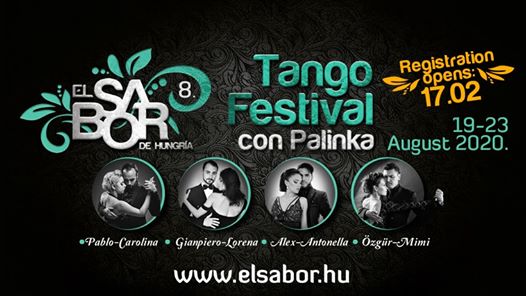 EL SA
BOR
DE HUNGRÍA
8.
Tango
Festival
con Palinka
Registration
opens:
17.02
19-23
August 2020.
•Pablo-Carolina •Gianpiero-Lorena •Alex-Antonella •Özgür-Mimi
www.elsabor.hu